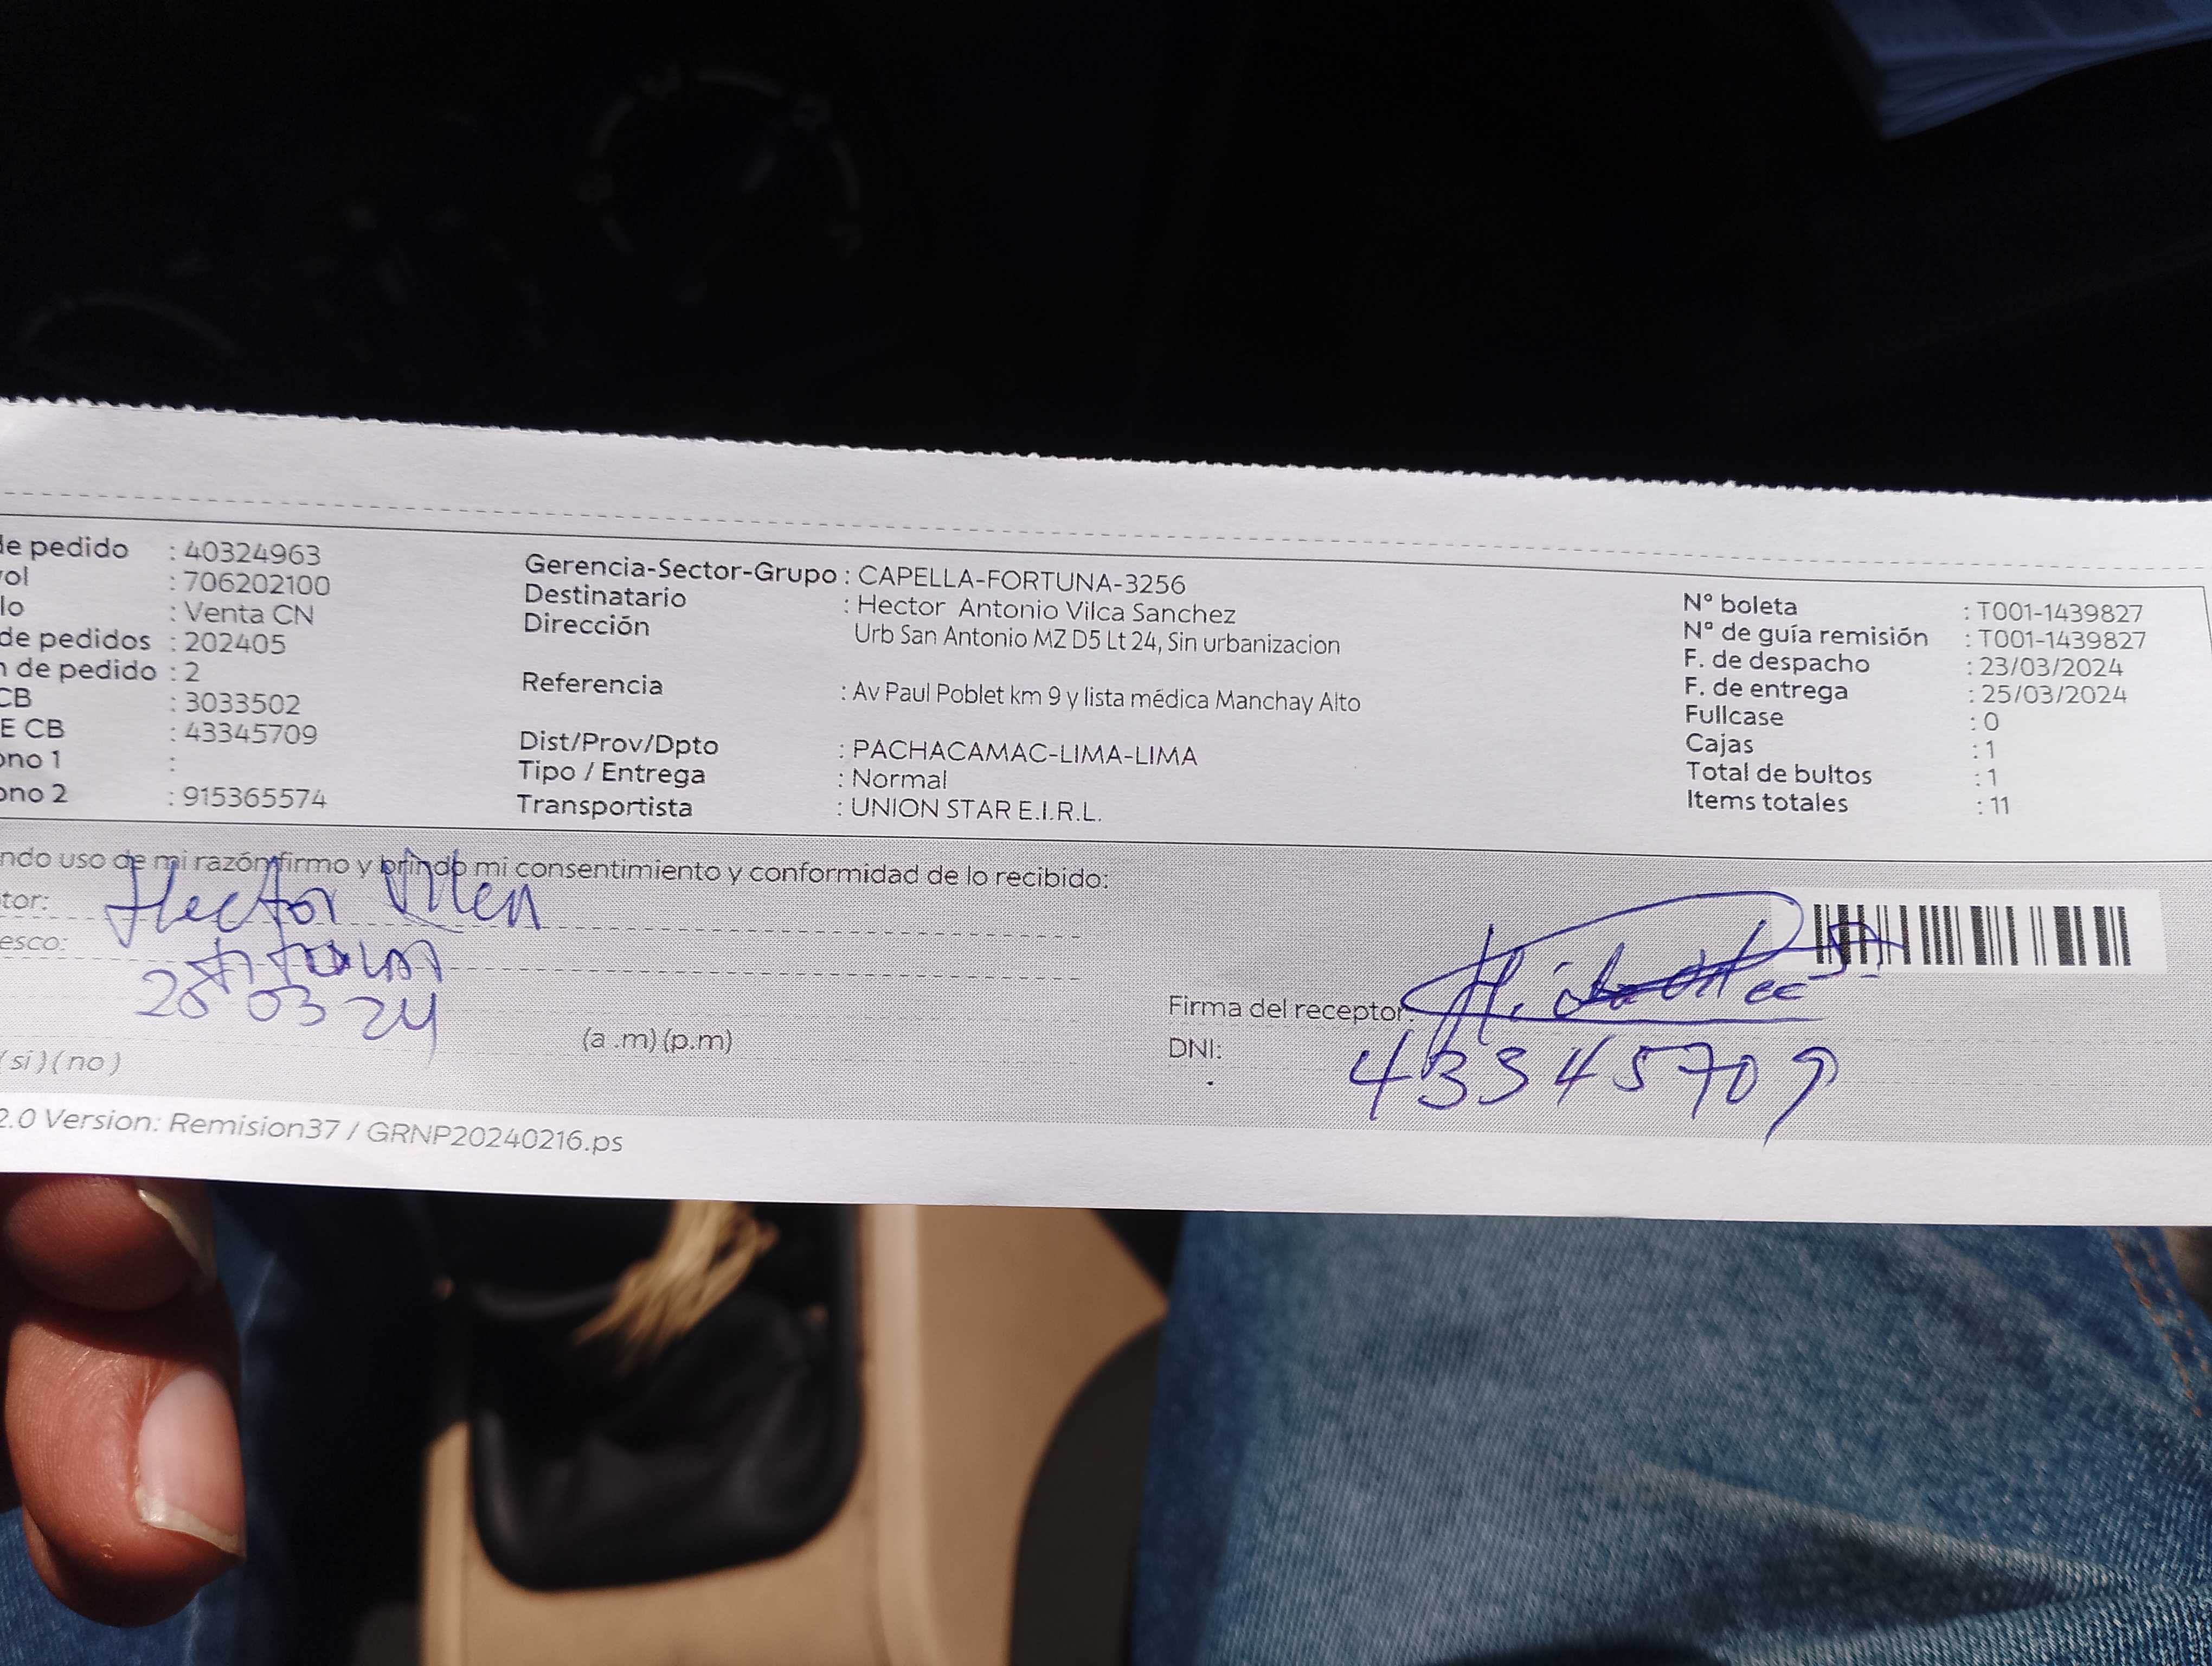 de pedido : 40324963
rol : 706202100
lo : Venta CN
de pedidos : 202405
n de pedido : 2
CB : 3033502
E CB : 43345709
ono 1 :
ono 2 : 915365574
Gerencia-Sector-Grupo : CAPELLA-FORTUNA-3256
Destinatario : Hector Antonio Vilca Sanchez
Dirección Urb San Antonio MZ D5 Lt 24, Sin urbanizacion
Referencia : Av Paul Poblet km 9 y lista médica Manchay Alto
Dist/Prov/Dpto : PACHACAMAC-LIMA-LIMA
Tipo / Entrega : Normal
Transportista : UNION STAR E.I.R.L.
Nº boleta : T001-1439827
Nº de guía remisión : T001-1439827
F. de despacho : 23/03/2024
F. de entrega : 25/03/2024
Fullcase : 0
Cajas : 1
Total de bultos : 1
Items totales : 11
ndo uso de mi razón firmo y brindo mi consentimiento y conformidad de lo recibido:
tor: Hector
esco:
03 24
(a .m) (p.m)
(si) (no)
Firma del receptor:
DNI: 43345709
2.0 Version: Remision37 / GRNP20240216.ps